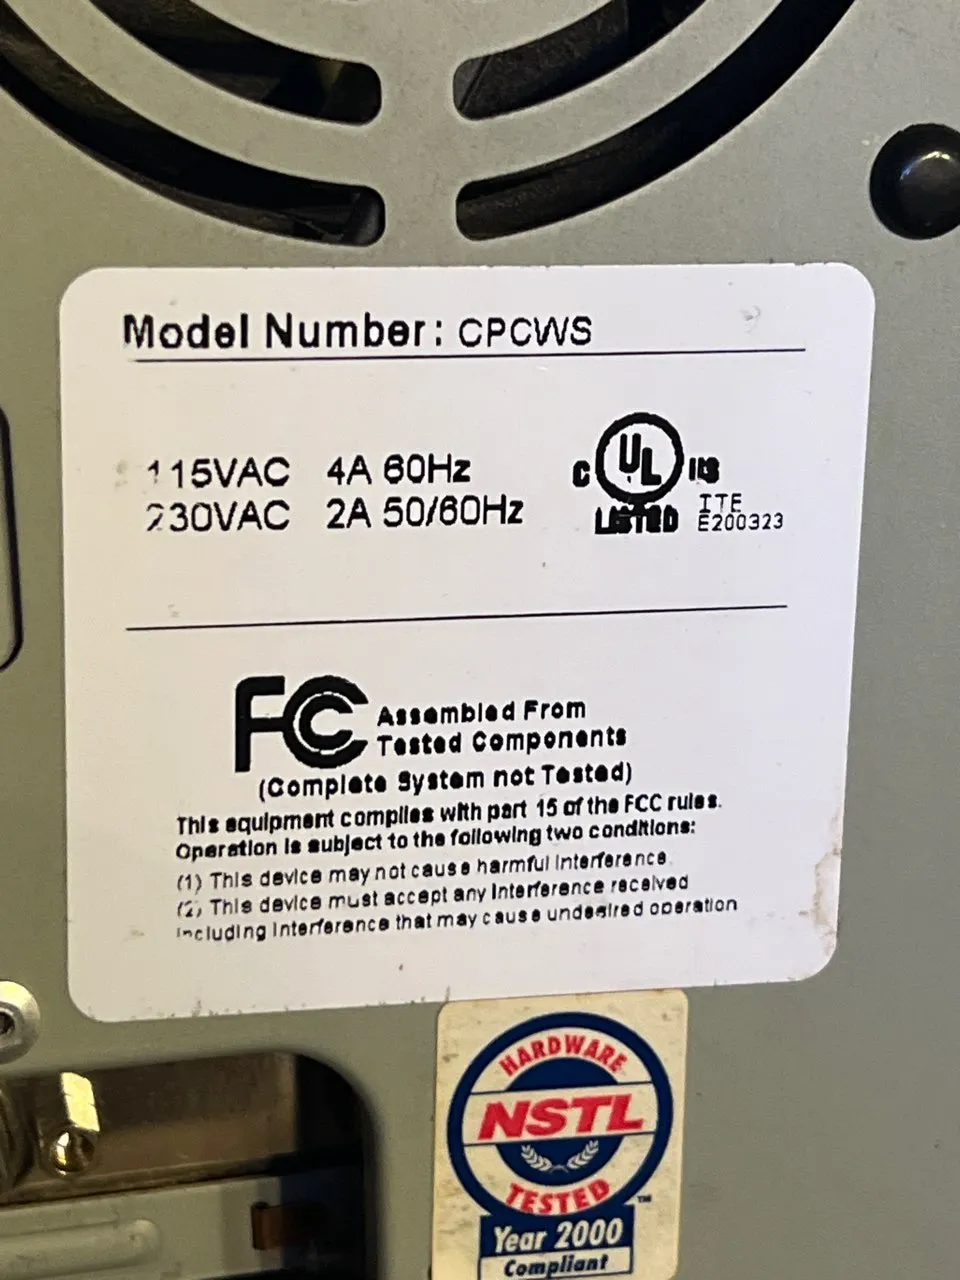 Model Number: CPCWS
115VAC 4A 60Hz
230VAC 2A 50/60Hz
C UL US
LISTED
ITE
E200323
FC Assembled From
Tested Components
(Complete System not Tested)
This equipment complies with part 15 of the FCC rules.
Operation is subject to the following two conditions:
(1) This device may not cause harmful Interference.
(2) This device must accept any Interference received
including Interference that may cause undesired operation
HARDWARE
NSTL
TESTED
TM
Year 2000
Compliant